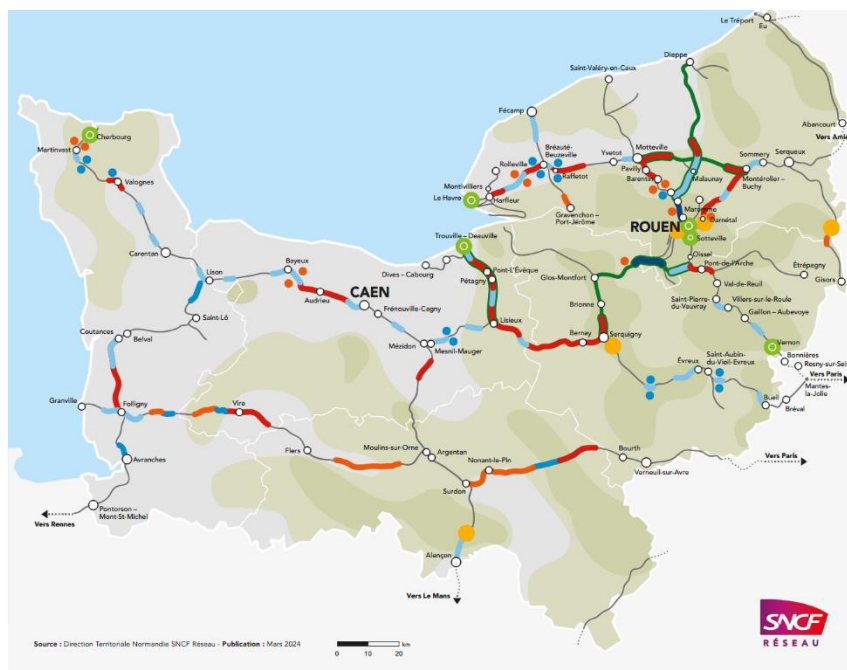 Le Tréport
Eu
Dieppe
Saint-Valéry-en-Caux
Fécamp
Abancourt
Vers Amie
Cherbourg
Martinvast
Valognes
Rolleville
Bréauté-
Beuzeville
Yvetot
Motteville
Pavilly
Barentin
Malaunay
Sommery
Serqueux
Montérolier –
Buchy
Montivilliers
Le Havre
Harfleur
Raffetot
Gravenchon –
Port-Jérôme
Maromme
Darnétal
ROUEN
Sotteville
Trouville – Deauville
Dives – Cabourg
Pont-L'Évêque
Pétagny
Oissel
Pont-de-l'Arche
Étrépagny
Gisors
Carentan
Lison
Bayeux
Audrieu
CAEN
Frénouville-Cagny
Glos-Montfort
Val-de-Reuil
Saint-Pierre
du-Vauvray
Villers-sur-le-Roule
Gaillon – Aubevoye
Saint-Lô
Coutances
Belval
Mézidon
Mesnil-Mauger
Lisieux
Brionne
Bernay
Serquigny
Vernon
Bonnières
Rosny-sur-Sei
Vers Paris
Mantes-
la-Jolie
Évreux
Saint-Aubin
du-Vieil-Evreux
Bueil
Bréval
Granville
Folligny
Vire
Flers
Moulins-sur-Orne
Argentan
Nonant-le-Pin
Bourth
Verneuil-sur-Avre
Vers Paris
Avranches
Surdon
Pontorson –
Mont-St-Michel
Vers Rennes
Alençon
Vers Le Mans
Source : Direction Territoriale Normandie SNCF Réseau - Publication : Mars 2024
km
0 10 20
SNCF
RÉSEAU